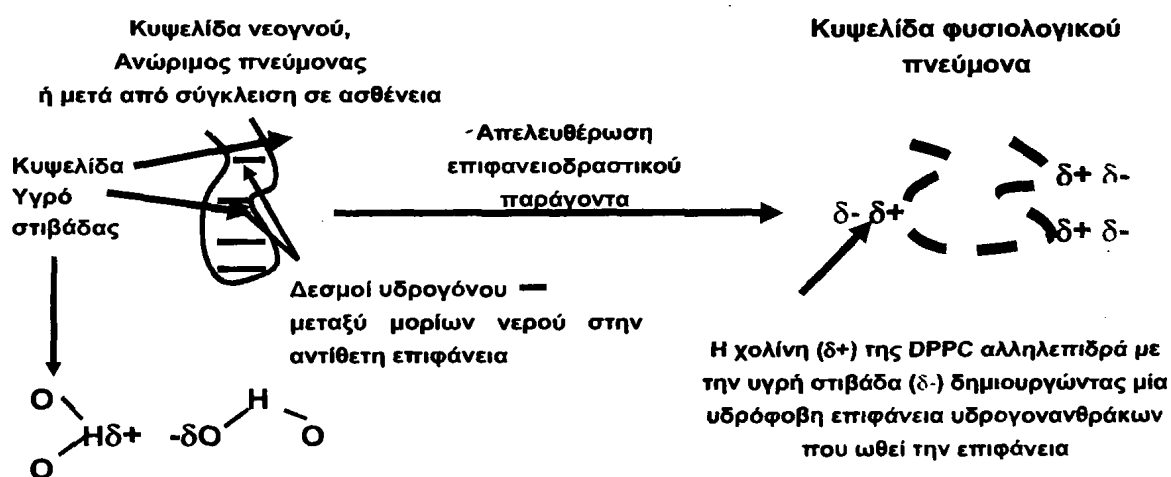 Κυψελίδα νεογνού,
Ανώριμος πνεύμονας
ή μετά από σύγκλειση σε ασθένεια
Κυψελίδα φυσιολογικού
πνεύμονα
Κυψελίδα
Υγρό
στιβάδας
-Απελευθέρωση
επιφανειοδραστικού
παράγοντα
δ- δ+
δ+ δ-
δ+ δ-
Δεσμοί υδρογόνου
μεταξύ μορίων νερού στην
αντίθετη επιφάνεια
Η χολίνη (δ+) της DPPC αλληλεπιδρά με
την υγρή στιβάδα (δ-) δημιουργώντας μία
υδρόφοβη επιφάνεια υδρογονανθράκων
που ωθεί την επιφάνεια
O
H
Hδ+ -δO
O
O